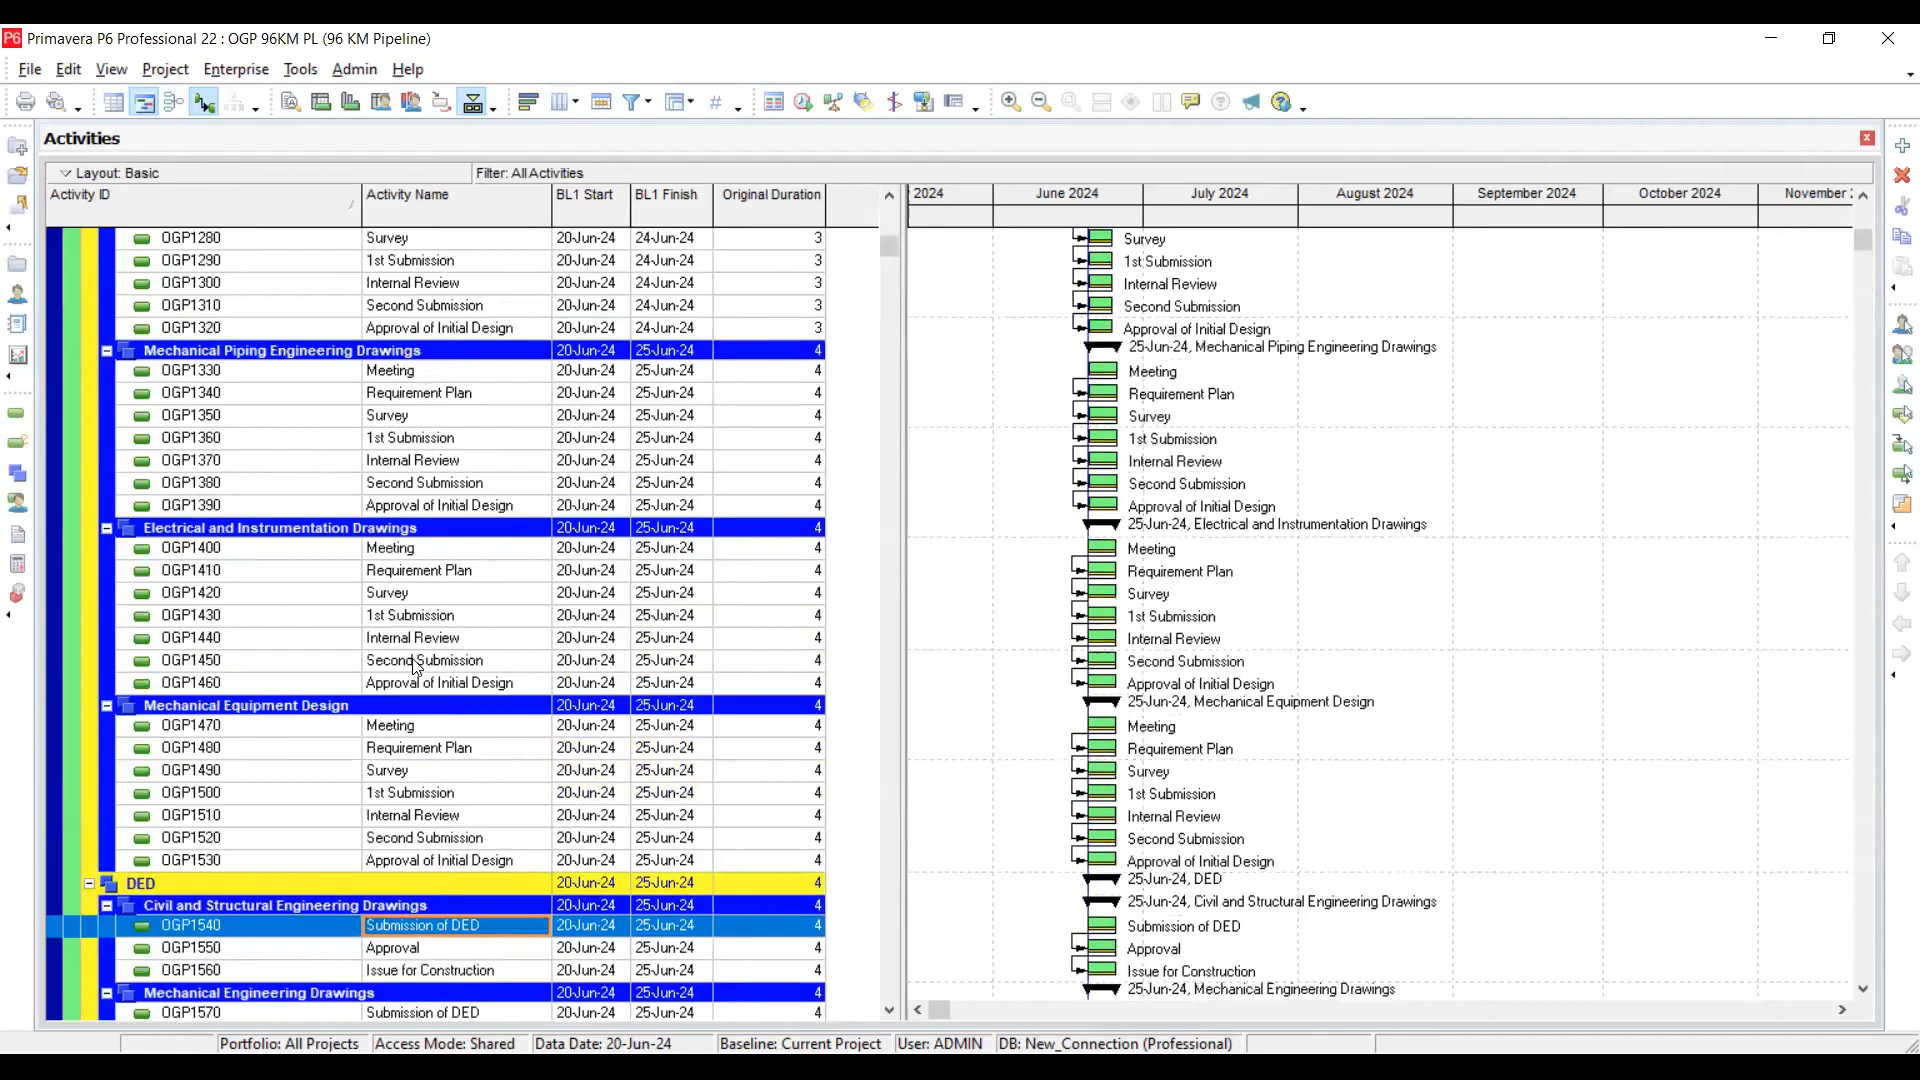 P6 Primavera P6 Professional 22 : OGP 96KM PL (96 KM Pipeline)
File Edit View Project Enterprise Tools Admin Help
Activities
Layout: Basic Filter: All Activities
Activity ID Activity Name BL1 Start BL1 Finish Original Duration
OGP1280 Survey 20-Jun-24 24-Jun-24 3
OGP1290 1st Submission 20-Jun-24 24-Jun-24 3
OGP1300 Internal Review 20-Jun-24 24-Jun-24 3
OGP1310 Second Submission 20-Jun-24 24-Jun-24 3
OGP1320 Approval of Initial Design 20-Jun-24 24-Jun-24 3
Mechanical Piping Engineering Drawings 20-Jun-24 25-Jun-24 4
OGP1330 Meeting 20-Jun-24 25-Jun-24 4
OGP1340 Requirement Plan 20-Jun-24 25-Jun-24 4
OGP1350 Survey 20-Jun-24 25-Jun-24 4
OGP1360 1st Submission 20-Jun-24 25-Jun-24 4
OGP1370 Internal Review 20-Jun-24 25-Jun-24 4
OGP1380 Second Submission 20-Jun-24 25-Jun-24 4
OGP1390 Approval of Initial Design 20-Jun-24 25-Jun-24 4
Electrical and Instrumentation Drawings 20-Jun-24 25-Jun-24 4
OGP1400 Meeting 20-Jun-24 25-Jun-24 4
OGP1410 Requirement Plan 20-Jun-24 25-Jun-24 4
OGP1420 Survey 20-Jun-24 25-Jun-24 4
OGP1430 1st Submission 20-Jun-24 25-Jun-24 4
OGP1440 Internal Review 20-Jun-24 25-Jun-24 4
OGP1450 Second Submission 20-Jun-24 25-Jun-24 4
OGP1460 Approval of Initial Design 20-Jun-24 25-Jun-24 4
Mechanical Equipment Design 20-Jun-24 25-Jun-24 4
OGP1470 Meeting 20-Jun-24 25-Jun-24 4
OGP1480 Requirement Plan 20-Jun-24 25-Jun-24 4
OGP1490 Survey 20-Jun-24 25-Jun-24 4
OGP1500 1st Submission 20-Jun-24 25-Jun-24 4
OGP1510 Internal Review 20-Jun-24 25-Jun-24 4
OGP1520 Second Submission 20-Jun-24 25-Jun-24 4
OGP1530 Approval of Initial Design 20-Jun-24 25-Jun-24 4
DED 20-Jun-24 25-Jun-24 4
Civil and Structural Engineering Drawings 20-Jun-24 25-Jun-24 4
OGP1540 Submission of DED 20-Jun-24 25-Jun-24 4
OGP1550 Approval 20-Jun-24 25-Jun-24 4
OGP1560 Issue for Construction 20-Jun-24 25-Jun-24 4
Mechanical Engineering Drawings 20-Jun-24 25-Jun-24 4
OGP1570 Submission of DED 20-Jun-24 25-Jun-24 4
2024 June 2024 July 2024 August 2024 September 2024 October 2024 November
Survey
1st Submission
Internal Review
Second Submission
Approval of Initial Design
25-Jun-24, Mechanical Piping Engineering Drawings
Meeting
Requirement Plan
Survey
1st Submission
Internal Review
Second Submission
Approval of Initial Design
25-Jun-24, Electrical and Instrumentation Drawings
Meeting
Requirement Plan
Survey
1st Submission
Internal Review
Second Submission
Approval of Initial Design
25-Jun-24, Mechanical Equipment Design
Meeting
Requirement Plan
Survey
1st Submission
Internal Review
Second Submission
Approval of Initial Design
25-Jun-24, DED
25-Jun-24, Civil and Structural Engineering Drawings
Submission of DED
Approval
Issue for Construction
25-Jun-24, Mechanical Engineering Drawings
Portfolio: All Projects Access Mode: Shared Data Date: 20-Jun-24 Baseline: Current Project User: ADMIN DB: New_Connection (Professional)